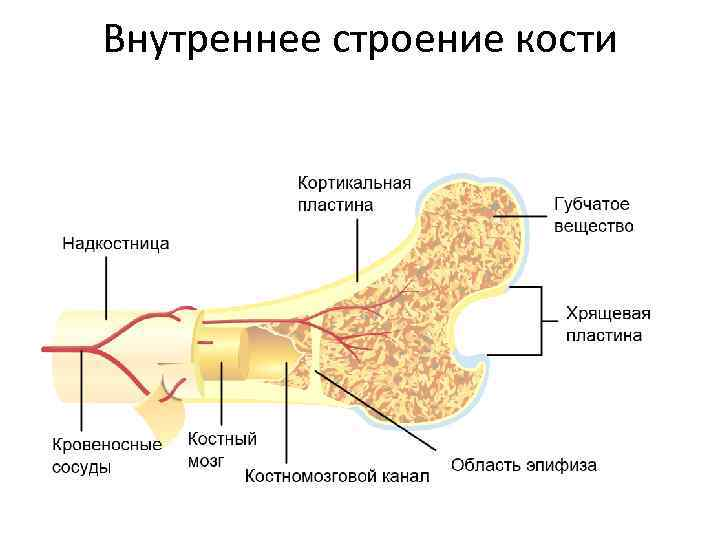 Внутреннее строение кости
Кортикальная
пластина
Губчатое
вещество
Надкостница
Хрящевая
пластина
Кровеносные
сосуды
Костный
мозг
Костномозговой канал
Область эпифиза